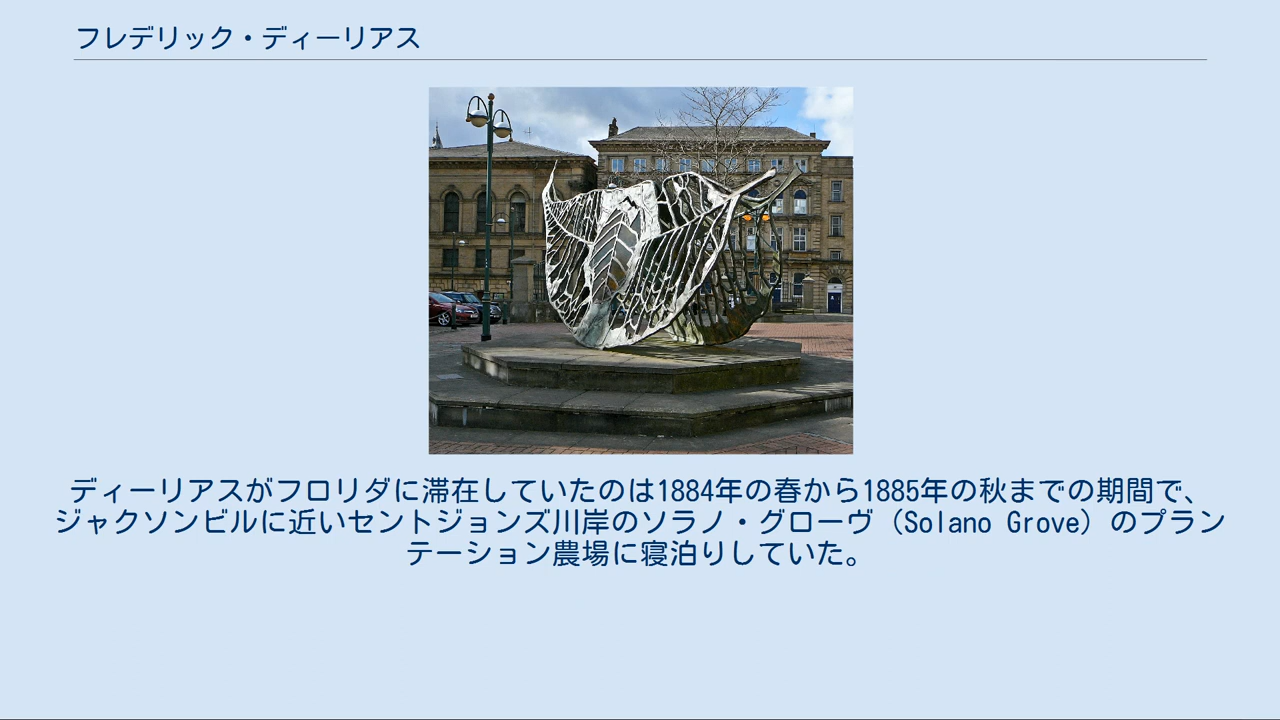 フレデリック・ディーリアス
ディーリアスがフロリダに滞在していたのは1884年の春から1885年の秋までの期間で、
ジャクソンビルに近いセントジョンズ川岸のソラノ・グローヴ（Solano Grove）のプラン
テーション農場に寝泊りしていた。